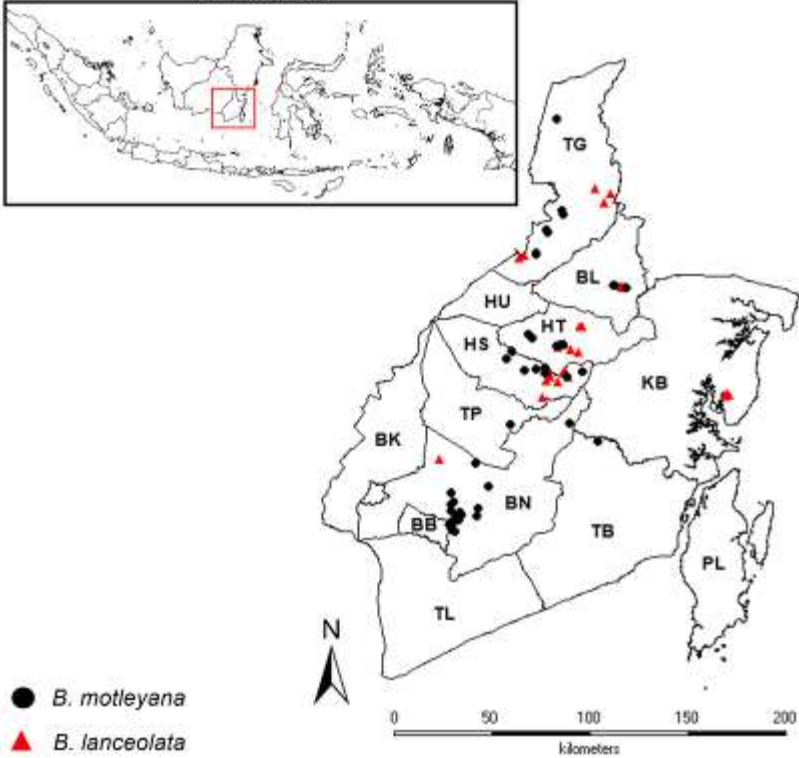 TG
BL
HU
HT
HS
KB
TP
BK
BN
BB
TB
PL
TL
N
B. motleyana
B. lanceolata
0 50 100 150 200
kilometers